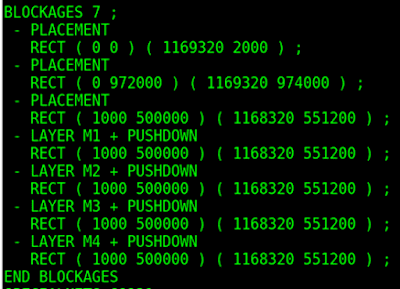 BLOCKAGES 7 ;
- PLACEMENT
RECT ( 0 0 ) ( 1169320 2000 ) ;
- PLACEMENT
RECT ( 0 972000 ) ( 1169320 974000 ) ;
- PLACEMENT
RECT ( 1000 500000 ) ( 1168320 551200 ) ;
- LAYER M1 + PUSHDOWN
RECT ( 1000 500000 ) ( 1168320 551200 ) ;
- LAYER M2 + PUSHDOWN
RECT ( 1000 500000 ) ( 1168320 551200 ) ;
- LAYER M3 + PUSHDOWN
RECT ( 1000 500000 ) ( 1168320 551200 ) ;
- LAYER M4 + PUSHDOWN
RECT ( 1000 500000 ) ( 1168320 551200 ) ;
END BLOCKAGES